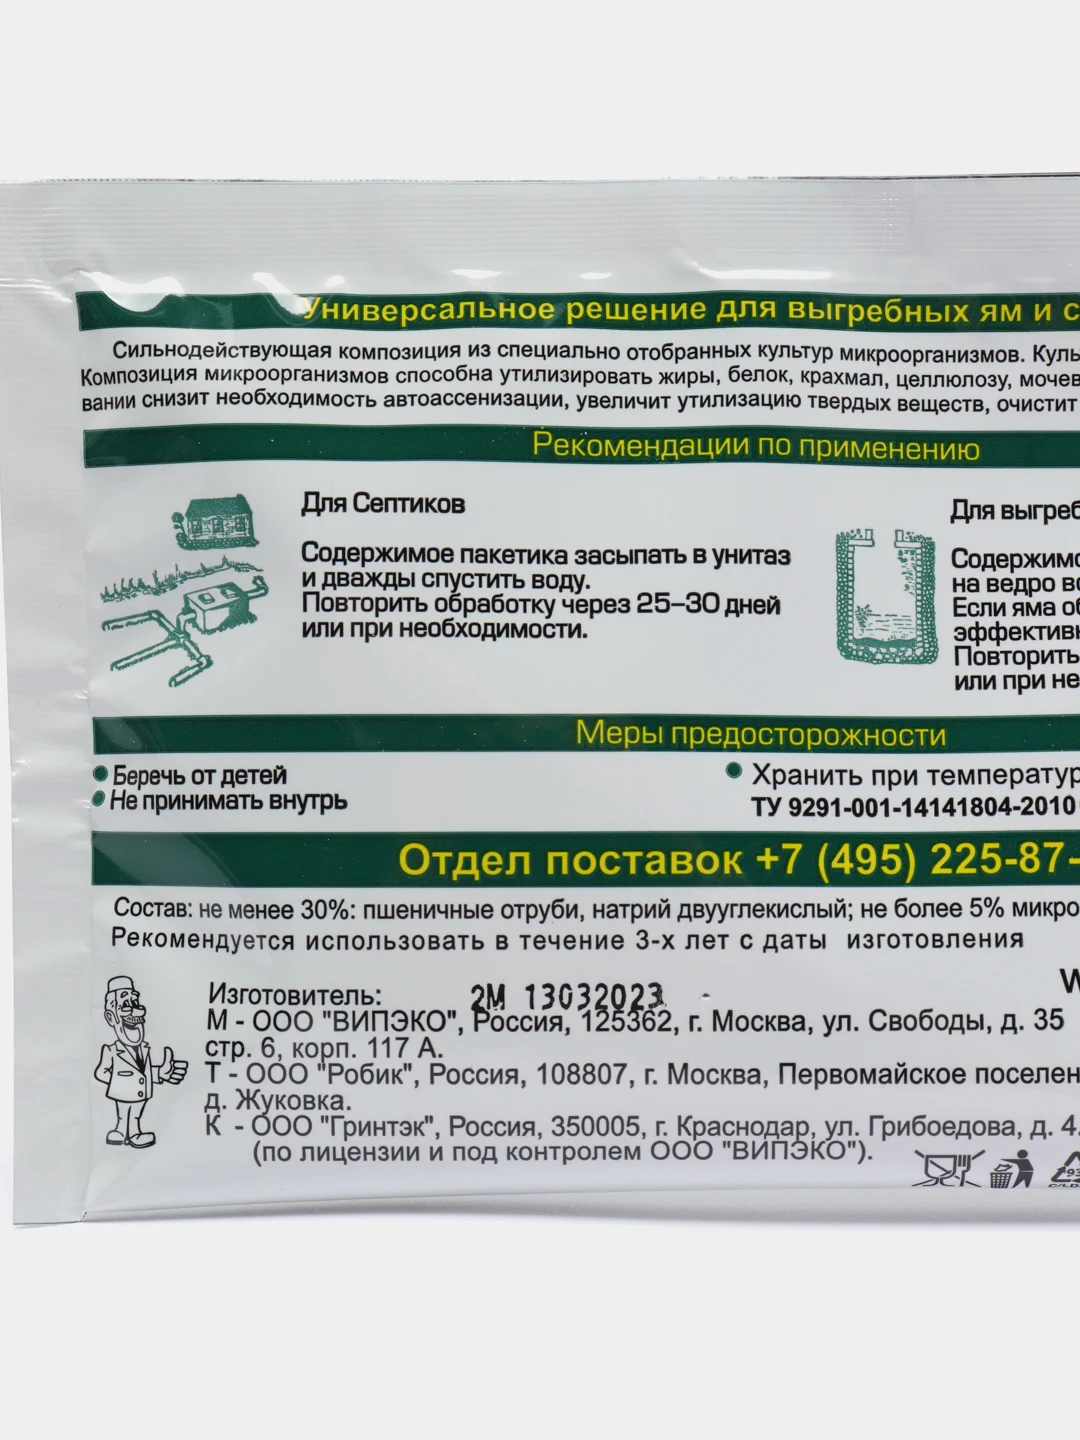 Универсальное решение для выгребных ям и с
Сильнодействующая композиция из специально отобранных культур микроорганизмов. Куль
Композиция микроорганизмов способна утилизировать жиры, белок, крахмал, целлюлозу, мочев
вании снизит необходимость автоассенизации, увеличит утилизацию твердых веществ, очистит
Рекомендации по применению
Для Септиков
Содержимое пакетика засыпать в унитаз
и дважды спустить воду.
Повторить обработку через 25–30 дней
или при необходимости.
Для выгреб
Содержимо
на ведро во
Если яма об
эффективн
Повторить
или при не
Меры предосторожности
Беречь от детей
Не принимать внутрь
Хранить при температур
ТУ 9291-001-14141804-2010
Отдел поставок +7 (495) 225-87-
Состав: не менее 30%: пшеничные отруби, натрий двууглекислый; не более 5% микро
Рекомендуется использовать в течение 3-х лет с даты изготовления
W
Изготовитель: 2М 13032023
М - ООО "ВИПЭКО", Россия, 125362, г. Москва, ул. Свободы, д. 35
стр. 6, корп. 117 А.
Т - ООО "Робик", Россия, 108807, г. Москва, Первомайское поселен
д. Жуковка.
К - ООО "Гринтэк", Россия, 350005, г. Краснодар, ул. Грибоедова, д. 4.
(по лицензии и под контролем ООО "ВИПЭКО").